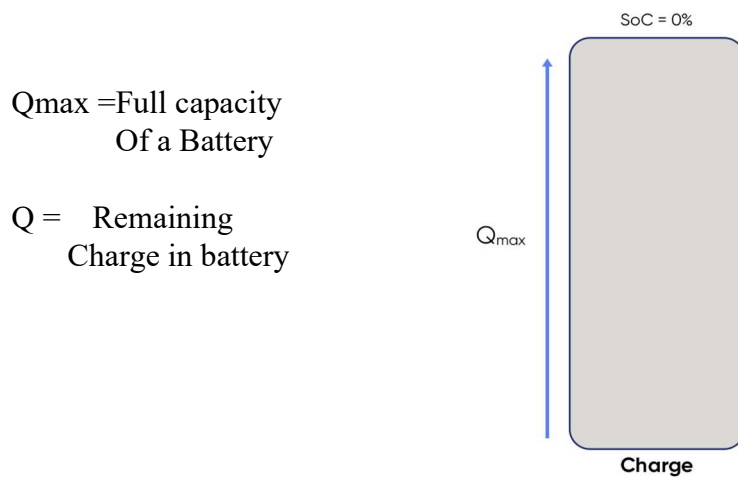 Qmax =Full capacity
Of a Battery
Q = Remaining
Charge in battery
SoC = 0%
Qmax
Charge